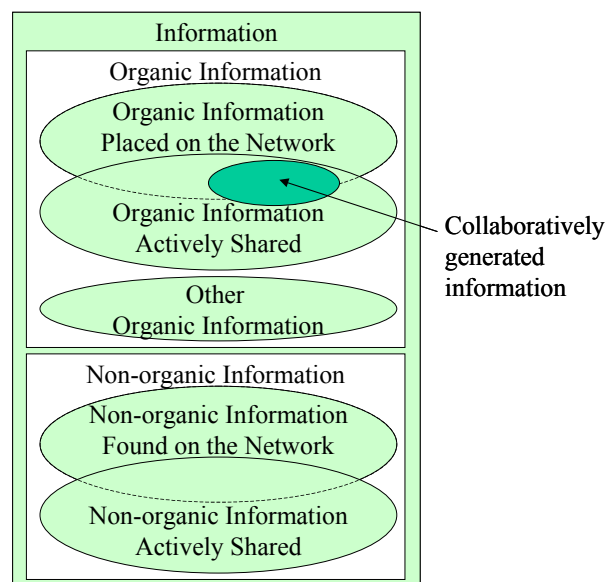 Information
Organic Information
Organic Information
Placed on the Network
Organic Information
Actively Shared
Collaboratively
generated
information
Other
Organic Information
Non-organic Information
Non-organic Information
Found on the Network
Non-organic Information
Actively Shared